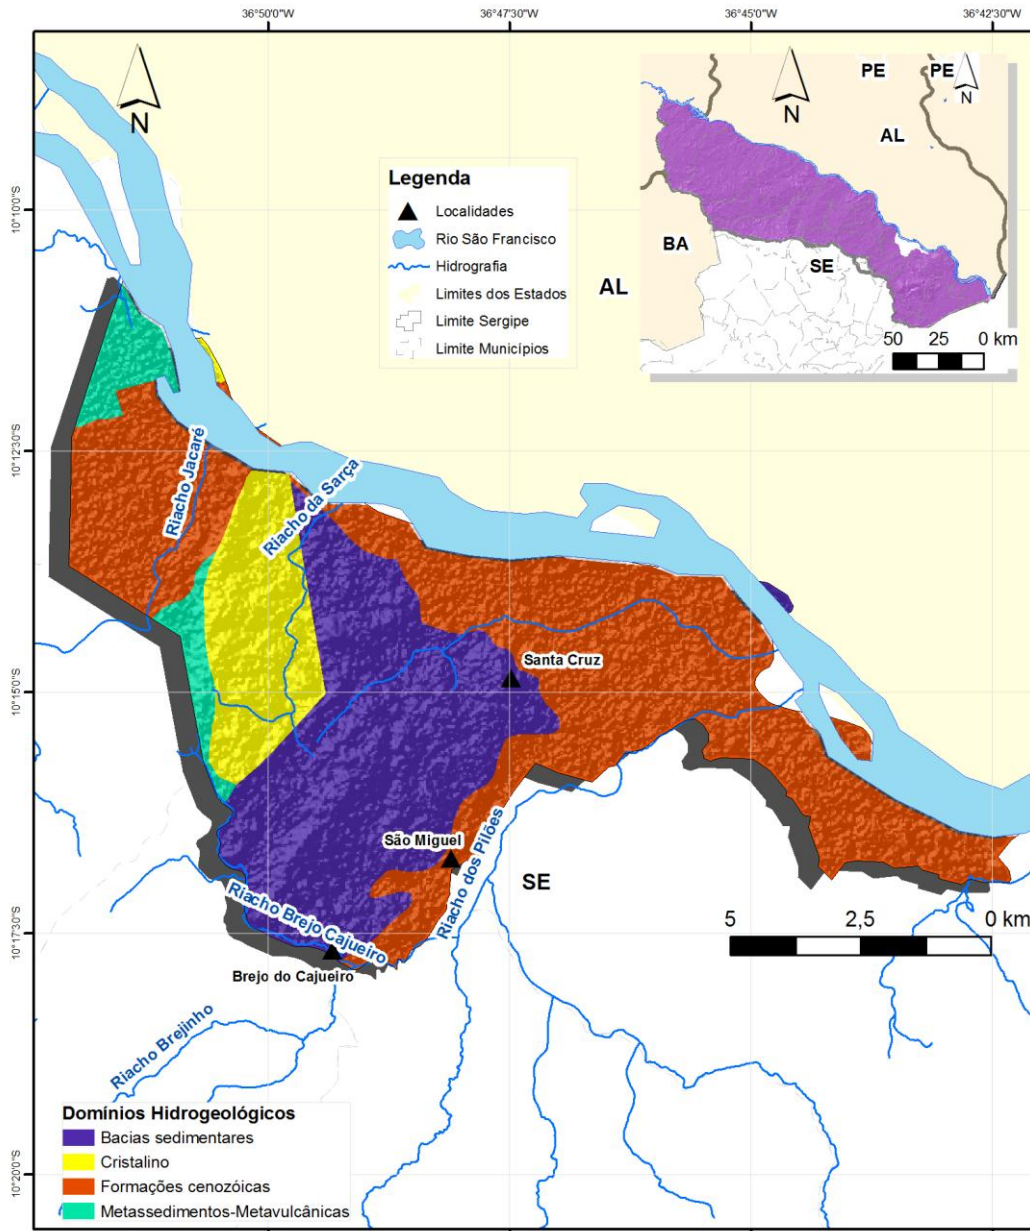 36°50'0"W
36°47'30"W
36°45'0"W
36°42'30"W
N
PE
PE
N
N
AL
BA
SE
50 25 0 km
Legenda
Localidades
Rio São Francisco
Hidrografia
Limites dos Estados
Limite Sergipe
Limite Municípios
AL
10°10'0"S
10°12'30"S
10°15'0"S
10°17'30"S
10°20'0"S
Riacho Jacaré
Riacho da Sarça
Santa Cruz
São Miguel
Riacho dos Pilões
SE
Riacho Brejo Cajueiro
Brejo do Cajueiro
Riacho Brejinho
5 2,5 0 km
Domínios Hidrogeológicos
Bacias sedimentares
Cristalino
Formações cenozóicas
Metassedimentos-Metavulcânicas